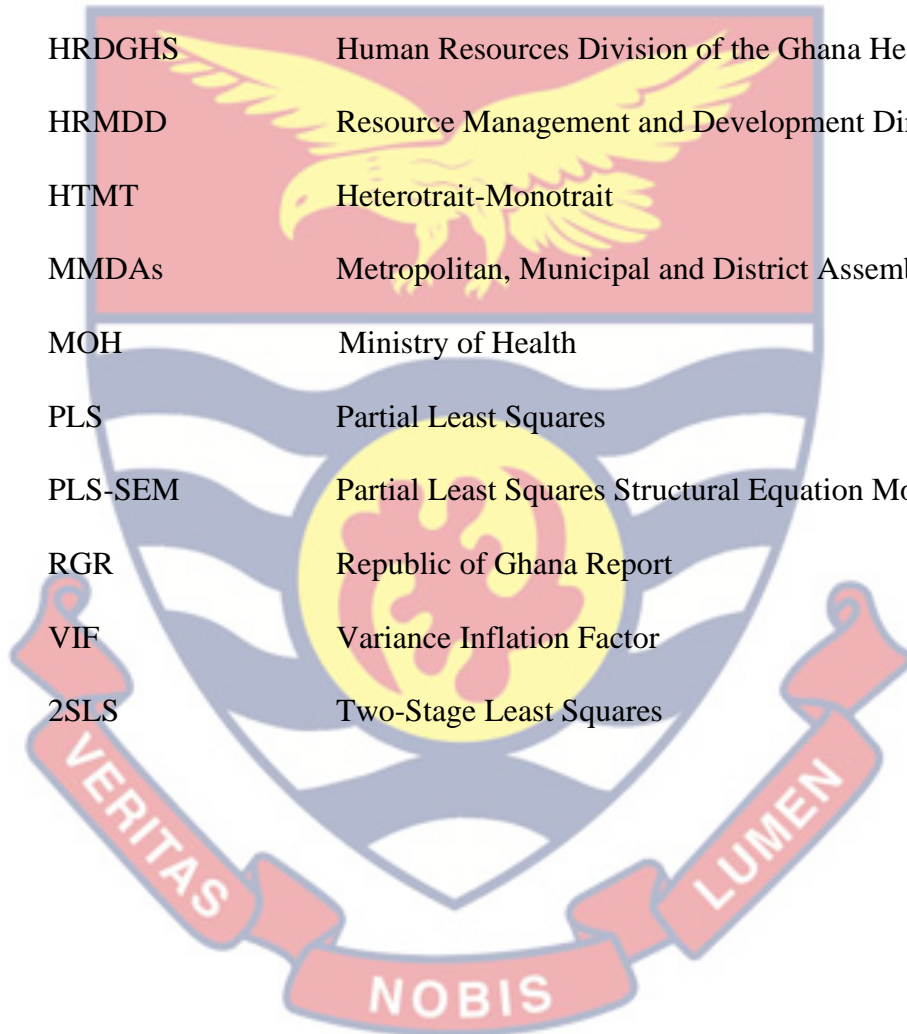 HRDGHS Human Resources Division of the Ghana He
HRMDD Resource Management and Development Di
HTMT Heterotrait-Monotrait
MMDAs Metropolitan, Municipal and District Assem
MOH Ministry of Health
PLS Partial Least Squares
PLS-SEM Partial Least Squares Structural Equation Mo
RGR Republic of Ghana Report
VIF Variance Inflation Factor
2SLS Two-Stage Least Squares
VERITAS NOBIS LUMEN